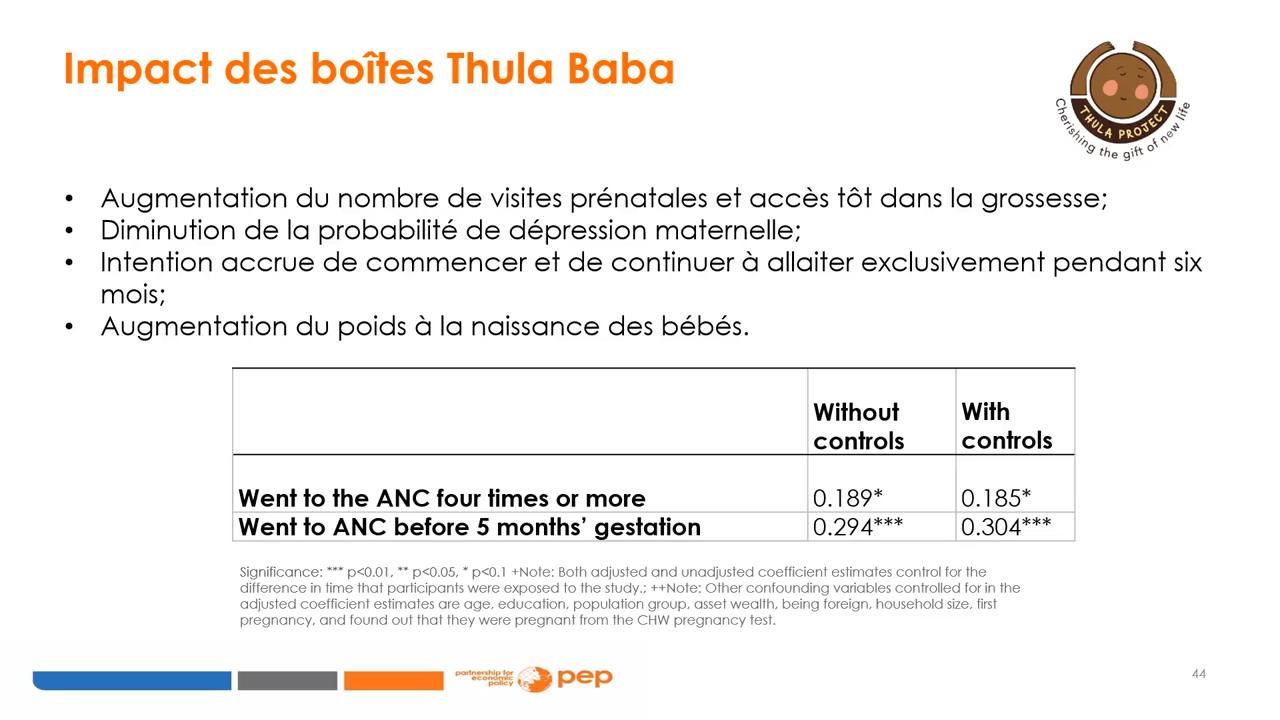 Impact des boîtes Thula Baba
THULA PROJECT
Cherishing the gift of new life
• Augmentation du nombre de visites prénatales et accès tôt dans la grossesse;
• Diminution de la probabilité de dépression maternelle;
• Intention accrue de commencer et de continuer à allaiter exclusivement pendant six
mois;
• Augmentation du poids à la naissance des bébés.
Without controls With controls
Went to the ANC four times or more 0.189* 0.185*
Went to ANC before 5 months’ gestation 0.294*** 0.304***
Significance: *** p<0.01, ** p<0.05, * p<0.1 +Note: Both adjusted and unadjusted coefficient estimates control for the
difference in time that participants were exposed to the study.; ++Note: Other confounding variables controlled for in the
adjusted coefficient estimates are age, education, population group, asset wealth, being foreign, household size, first
pregnancy, and found out that they were pregnant from the CHW pregnancy test.
partnership for
economic
policy
pep
44